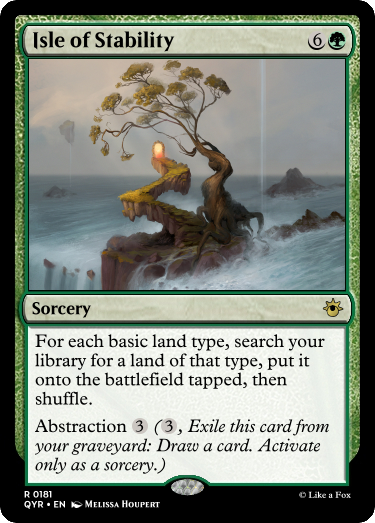 Isle of Stability 6
Sorcery
For each basic land type, search your
library for a land of that type, put it
onto the battlefield tapped, then
shuffle.
Abstraction 3 (3, Exile this card from
your graveyard: Draw a card. Activate
only as a sorcery.)
R 0181
QYR • EN Melissa Houpert
© Like a Fox